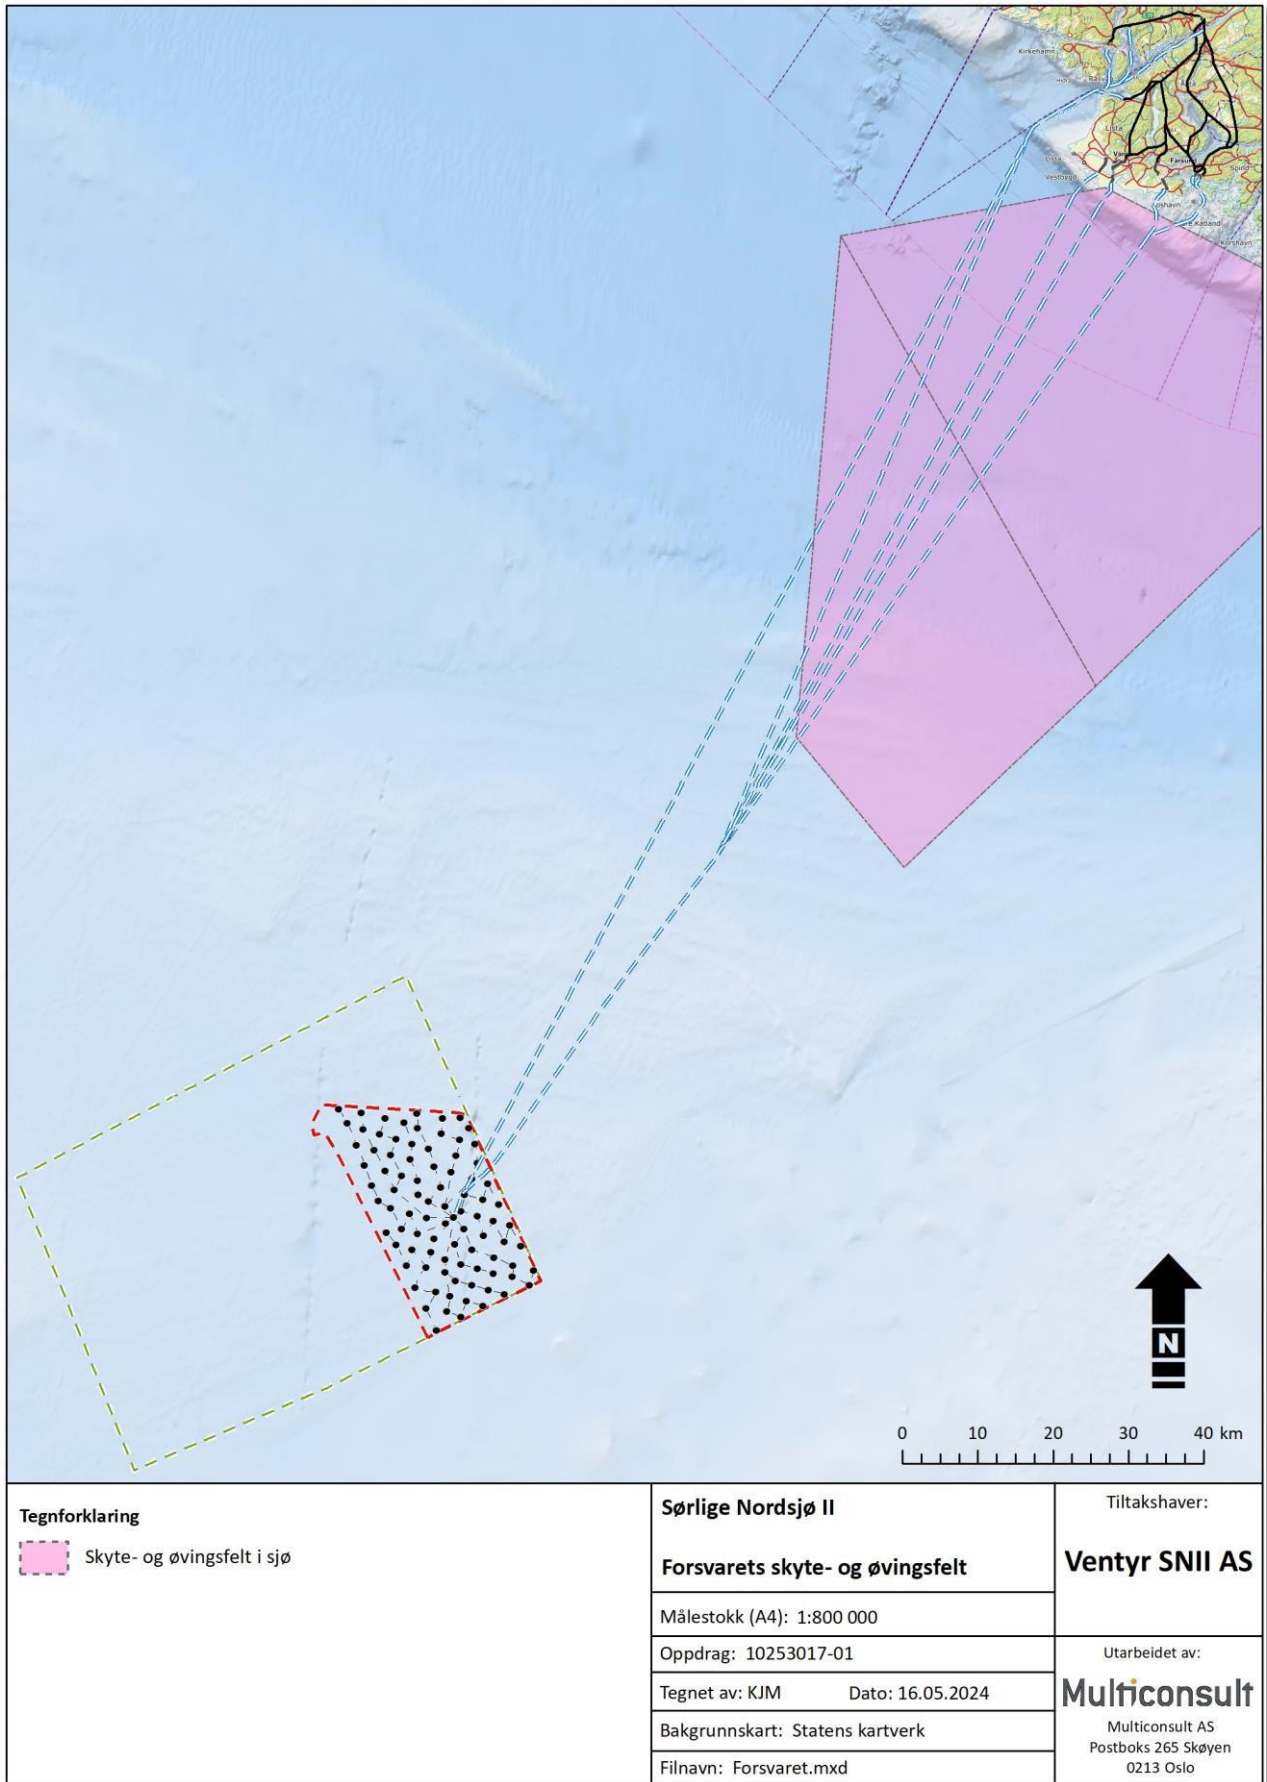 Kirkehamn
Hidra
Lista
Vestbygd
Farsund
Spind
Loshavn
Katland
Korshavn
N
0 10 20 30 40 km
Tegnforklaring
Skyte- og øvingsfelt i sjø
Sørlige Nordsjø II
Forsvarets skyte- og øvingsfelt
Målestokk (A4): 1:800 000
Oppdrag: 10253017-01
Tegnet av: KJM Dato: 16.05.2024
Bakgrunnskart: Statens kartverk
Filnavn: Forsvaret.mxd
Tiltakshaver:
Ventyr SNII AS
Utarbeidet av:
Multiconsult
Multiconsult AS
Postboks 265 Skøyen
0213 Oslo